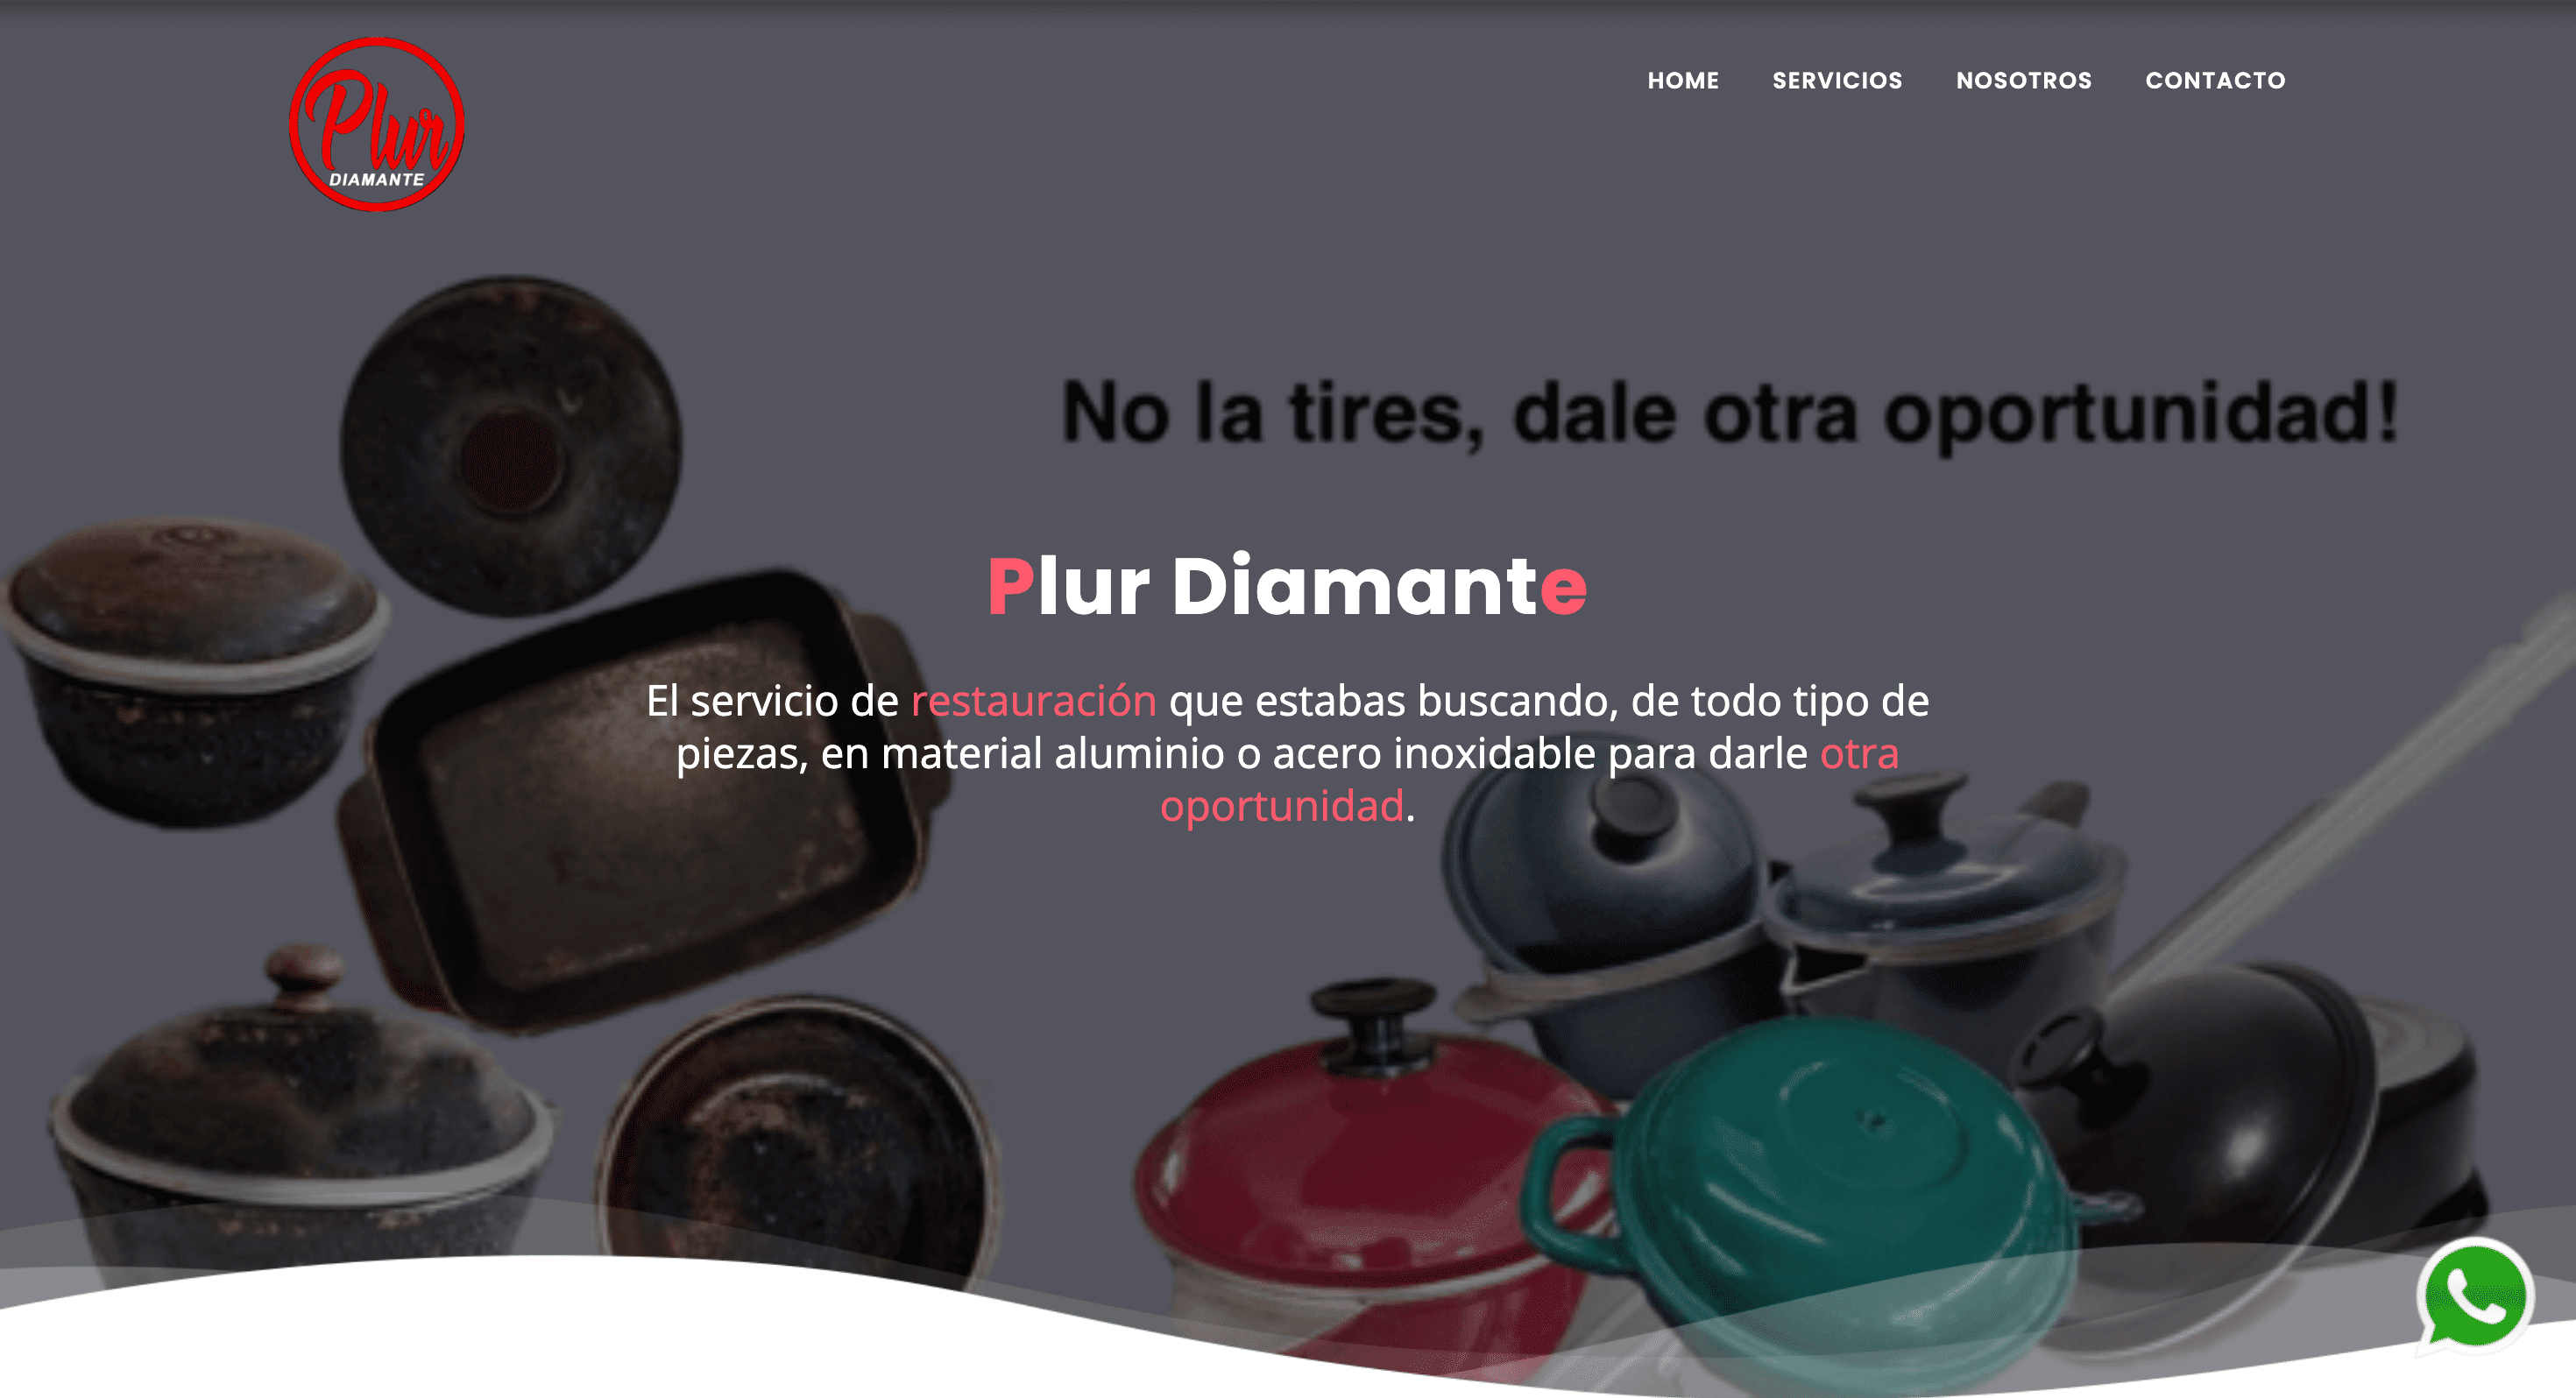 Plur
DIAMANTE
HOME SERVICIOS NOSOTROS CONTACTO
No la tires, dale otra oportunidad!
Plur Diamante
El servicio de restauración que estabas buscando, de todo tipo de
piezas, en material aluminio o acero inoxidable para darle otra
oportunidad.